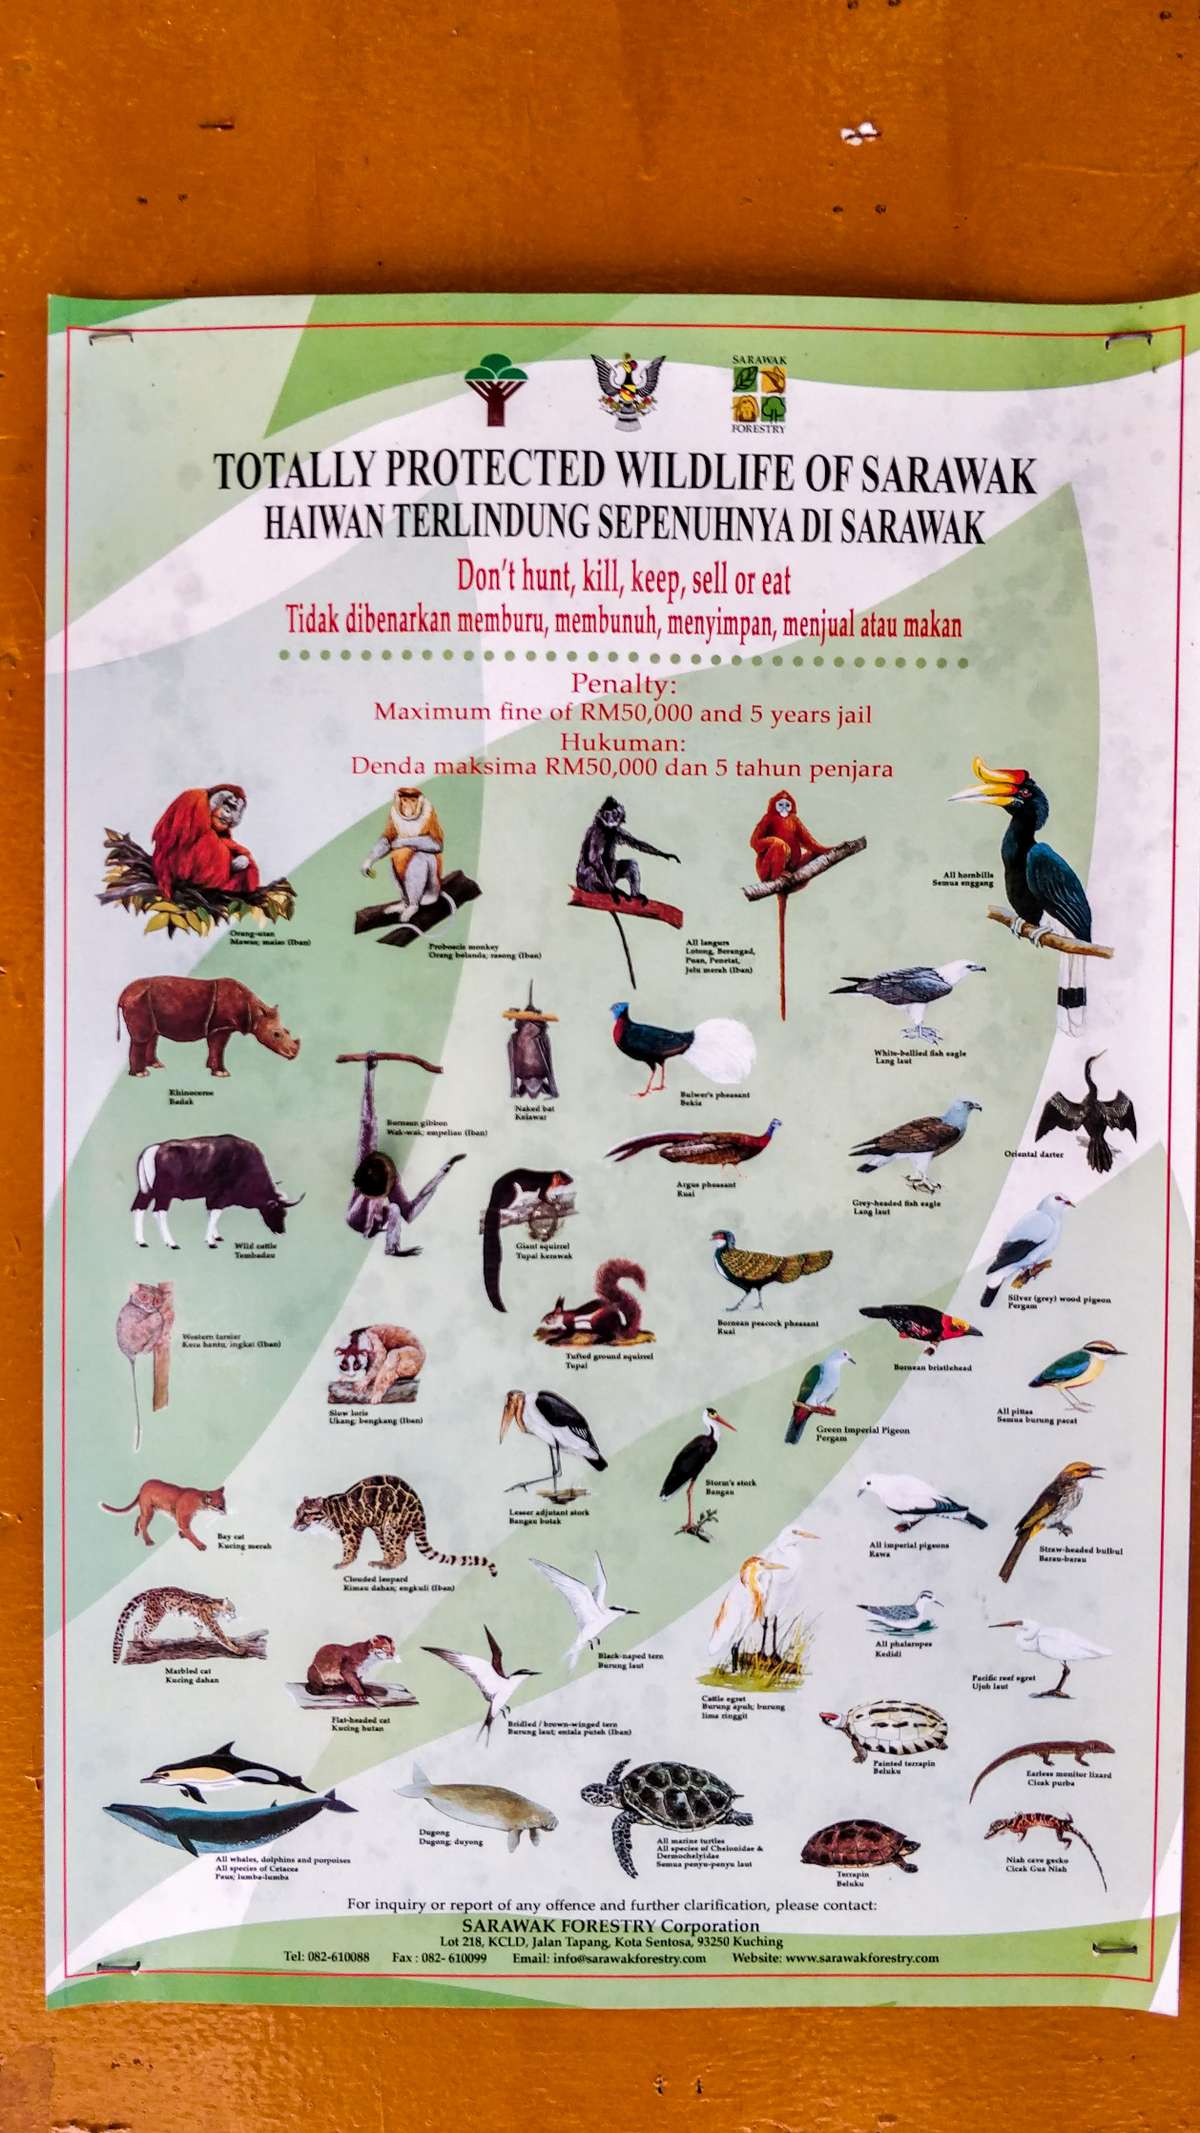 SARAWAK
FORESTRY
TOTALLY PROTECTED WILDLIFE OF SARAWAK
HAIWAN TERLINDUNG SEPENUHNYA DI SARAWAK
Don't hunt, kill, keep, sell or eat
Tidak dibenarkan memburu, membunuh, menyimpan, menjual atau makan
Penalty:
Maximum fine of RM50,000 and 5 years jail
Hukuman:
Denda maksima RM50,000 dan 5 tahun penjara
Orang-utan
Mawas; maias (Iban)
Proboscis monkey
Orang belanda; rasong (Iban)
All langurs
Lotong, Berangad,
Puan, Penetat,
Jelu merah (Iban)
All hornbills
Semua enggang
Rhinoceros
Badak
Bornean gibbon
Wak-wak; empeliau (Iban)
Naked bat
Kelawar
Bulwer's pheasant
Bekia
White-bellied fish eagle
Lang laut
Oriental darter
Wild cattle
Tembadau
Giant squirrel
Tupai kerawak
Argus pheasant
Ruai
Grey-headed fish eagle
Lang laut
Silver (grey) wood pigeon
Pergam
Western tarsier
Kera hantu; ingkat (Iban)
Slow loris
Ukang; bengkang (Iban)
Tufted ground squirrel
Tupai
Bornean peacock pheasant
Ruai
Bornean bristlehead
All pittas
Semua burung pacat
Green Imperial Pigeon
Pergam
Bay cat
Kucing merah
Clouded leopard
Rimau dahan; engkuli (Iban)
Lesser adjutant stork
Bangau botak
Storm's stork
Bangau
All imperial pigeons
Rawa
Straw-headed bulbul
Barau-barau
Marbled cat
Kucing dahan
Flat-headed cat
Kucing hutan
Black-naped tern
Burung laut
Bridled / brown-winged tern
Burung laut; entala puteh (Iban)
Cattle egret
Burung apuk; burung
lima ringgit
All phalaropes
Kedidi
Pacific reef egret
Ujub laut
Painted terrapin
Beluku
Earless monitor lizard
Cicak purba
All whales, dolphins and porpoises
All species of Cetacea
Paus; lumba-lumba
Dugong
Dugong; duyong
All marine turtles
All species of Cheloniidae &
Dermochelyidae
Semua penyu-penyu laut
Terrapin
Beluku
Niah cave gecko
Cicak Gua Niah
For inquiry or report of any offence and further clarification, please contact:
SARAWAK FORESTRY Corporation
Lot 218, KCLD, Jalan Tapang, Kota Sentosa, 93250 Kuching
Tel: 082-610088 Fax : 082- 610099 Email: info@sarawakforestry.com Website: www.sarawakforestry.com